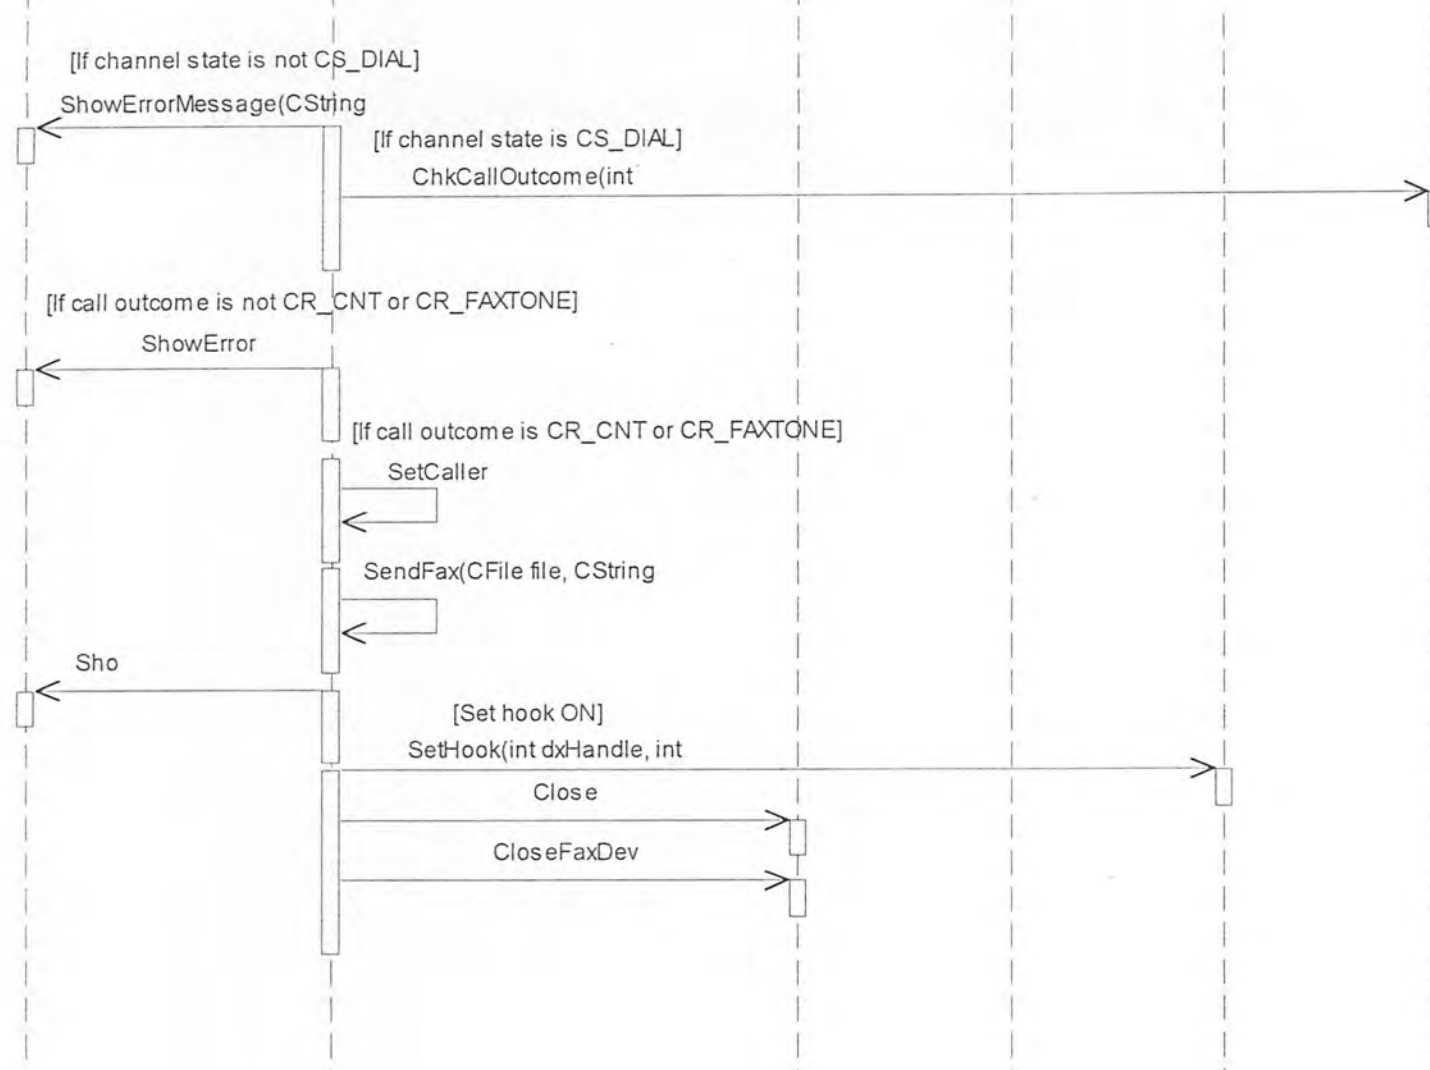 [If channel state is not CS_DIAL]
ShowErrorMessage(CString
[If channel state is CS_DIAL]
ChkCallOutcome(int
[If call outcome is not CR_CNT or CR_FAXTONE]
ShowError
[If call outcome is CR_CNT or CR_FAXTONE]
SetCaller
SendFax(CFile file, CString
Sho
[Set hook ON]
SetHook(int dxHandle, int
Close
CloseFaxDev